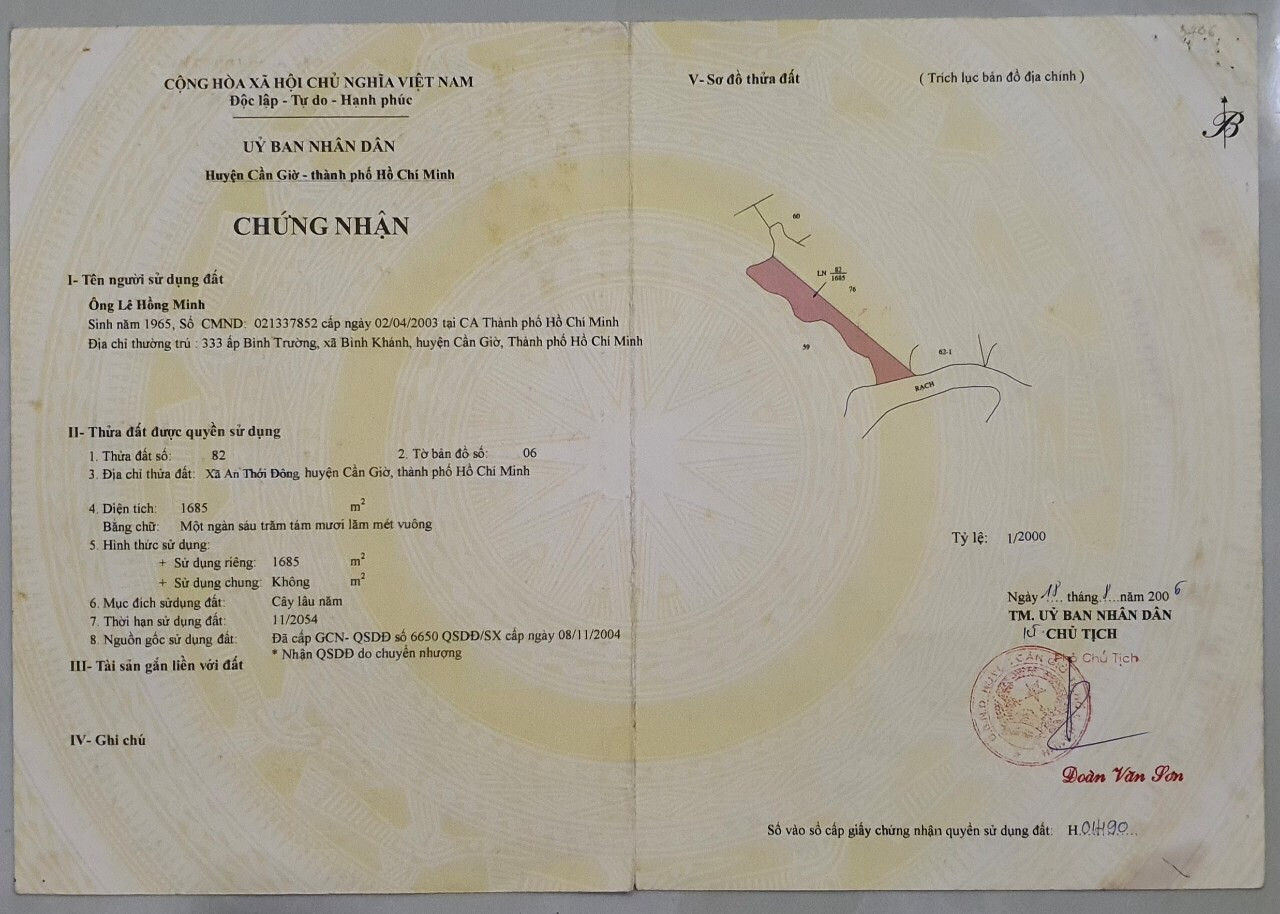 CỘNG HÒA XÃ HỘI CHỦ NGHĨA VIỆT NAM
Độc lập - Tự do - Hạnh phúc
UỶ BAN NHÂN DÂN
Huyện Cần Giờ - thành phố Hồ Chí Minh
CHỨNG NHẬN
I- Tên người sử dụng đất
Ông Lê Hồng Minh
Sinh năm 1965, Số CMND: 021337852 cấp ngày 02/04/2003 tại CA Thành phố Hồ Chí Minh
Địa chỉ thường trú : 333 ấp Bình Trường, xã Bình Khánh, huyện Cần Giờ, Thành phố Hồ Chí Minh
II- Thửa đất được quyền sử dụng
1. Thửa đất số: 82 2. Tờ bản đồ số: 06
3. Địa chỉ thửa đất: Xã An Thới Đông huyện Cần Giờ, thành phố Hồ Chí Minh
4. Diện tích: 1685 m2
Bằng chữ: Một ngàn sáu trăm tám mươi lăm mét vuông
5. Hình thức sử dụng:
+ Sử dụng riêng: 1685 m2
+ Sử dụng chung: Không m2
6. Mục đích sửdụng đất: Cây lâu năm
7. Thời hạn sử dụng đất: 11/2054
8. Nguồn gốc sử dụng đất: Đã cấp GCN- QSDĐ số 6650 QSDĐ/SX cấp ngày 08/11/2004
* Nhận QSDĐ do chuyển nhượng
III- Tài sản gắn liền với đất
IV- Ghi chú
V- Sơ đồ thửa đất ( Trích lục bản đồ địa chính )
B
60
LN 82
1685
76
59
62-1
RẠCH
Tỷ lệ: 1/2000
Ngày 18 tháng 8 năm 2006
TM. UỶ BAN NHÂN DÂN
KT CHỦ TỊCH
Phó Chủ Tịch
Đoàn Văn Sơn
Số vào sổ cấp giấy chứng nhận quyền sử dụng đất: H.01490